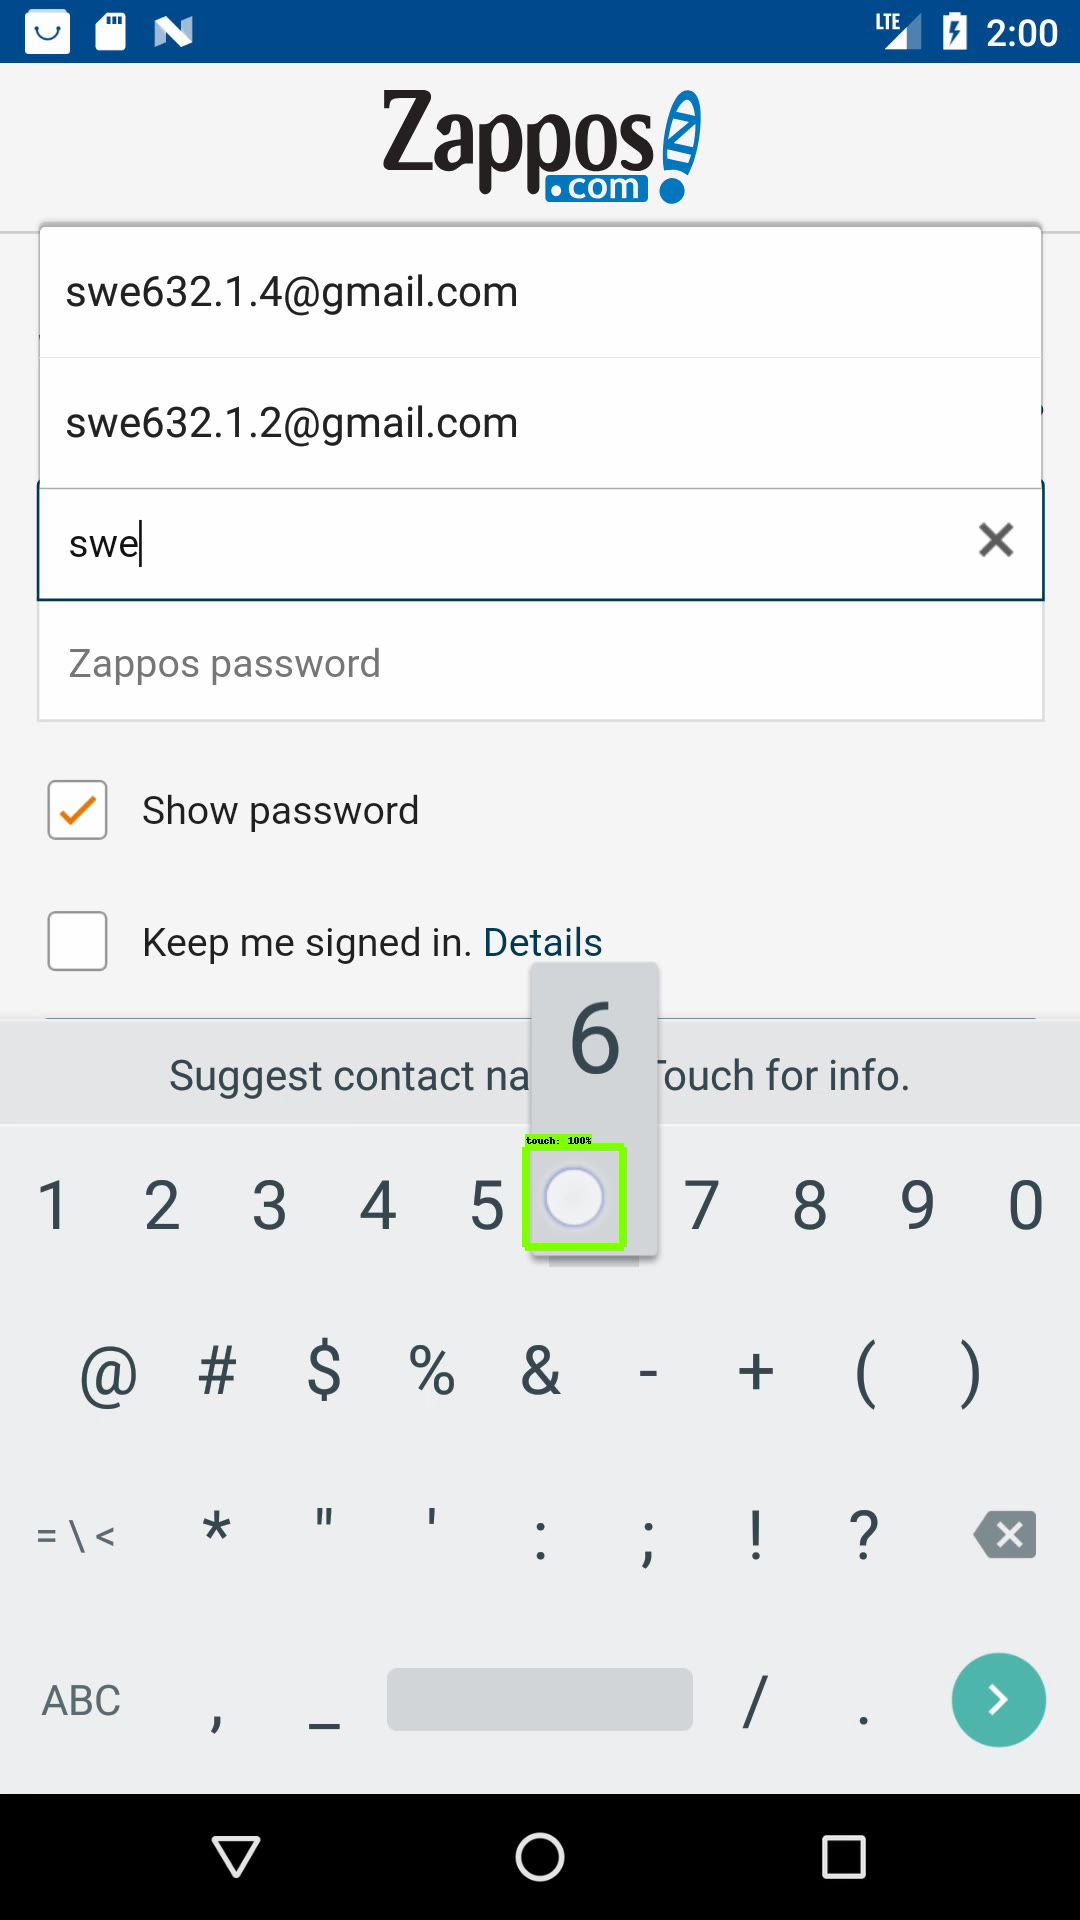 LTE 2:00
Zappos
.com
swe632.1.4@gmail.com
swe632.1.2@gmail.com
swe
Zappos password
Show password
Keep me signed in. Details
6
Suggest contact na Touch for info.
touch: 100%
1 2 3 4 5 7 8 9 0
@ # $ % & - + ( )
= \ < * " ' : ; ! ?
ABC , _ / .